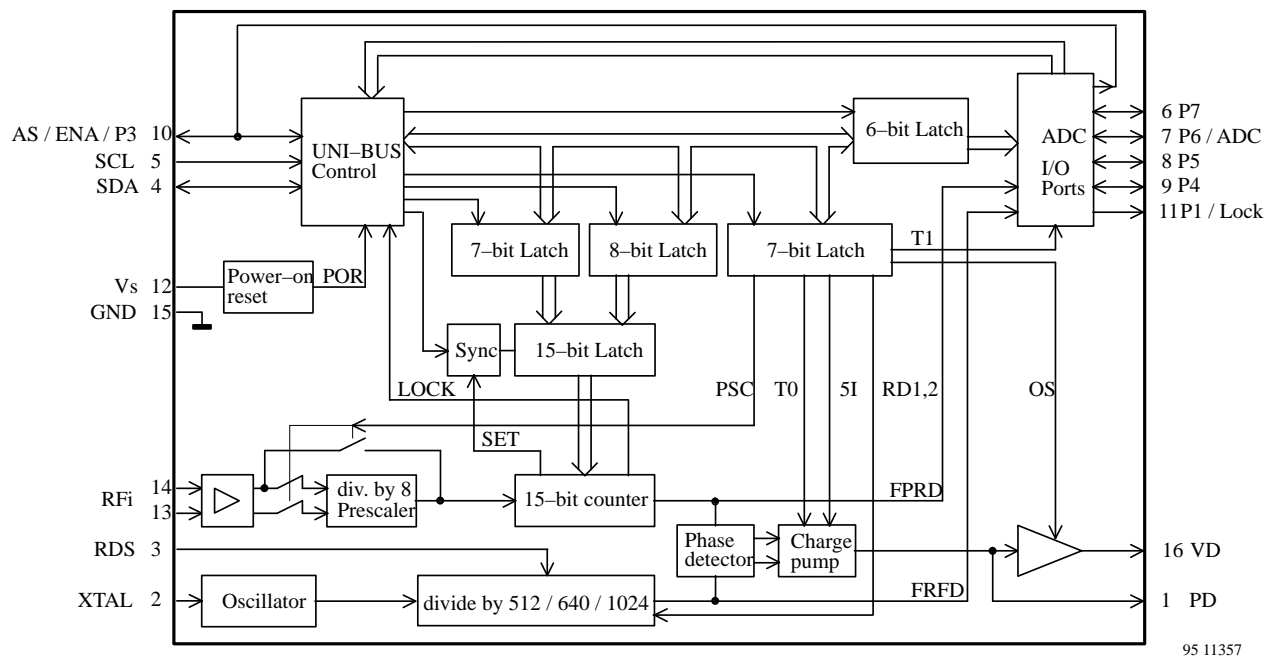 AS / ENA / P3 10
SCL 5
SDA 4
Vs 12
GND 15
RFi 14
13
RDS 3
XTAL 2
UNI–BUS
Control
6–bit Latch
ADC
I/O
Ports
6 P7
7 P6 / ADC
8 P5
9 P4
11P1 / Lock
7–bit Latch
8–bit Latch
7–bit Latch
T1
Power–on
reset
POR
Sync
15–bit Latch
LOCK
PSC
T0
5I
RD1,2
OS
SET
div. by 8
Prescaler
15–bit counter
FPRD
Phase
detector
Charge
pump
16 VD
Oscillator
divide by 512 / 640 / 1024
FRFD
1 PD
95 11357